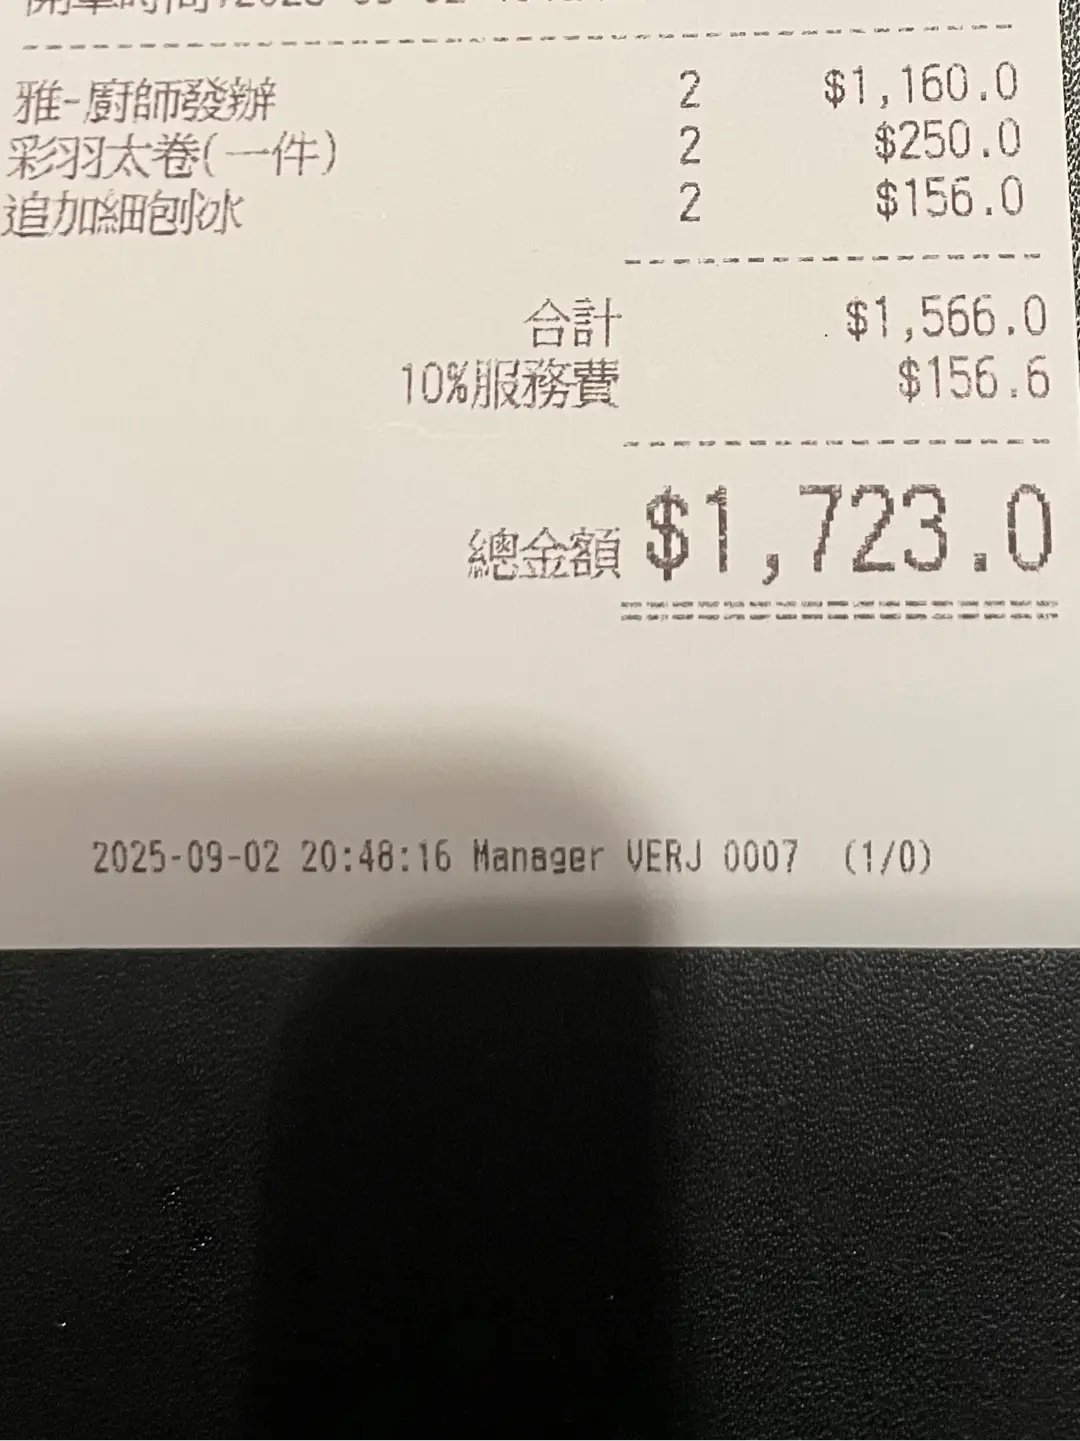 雅-廚師發辦 2 $1,160.0
彩羽太卷(一件) 2 $250.0
追加細刨冰 2 $156.0
合計 $1,566.0
10%服務費 $156.6
總金額 $1,723.0
2025-09-02 20:48:16 Manager VERJ 0007 (1/0)